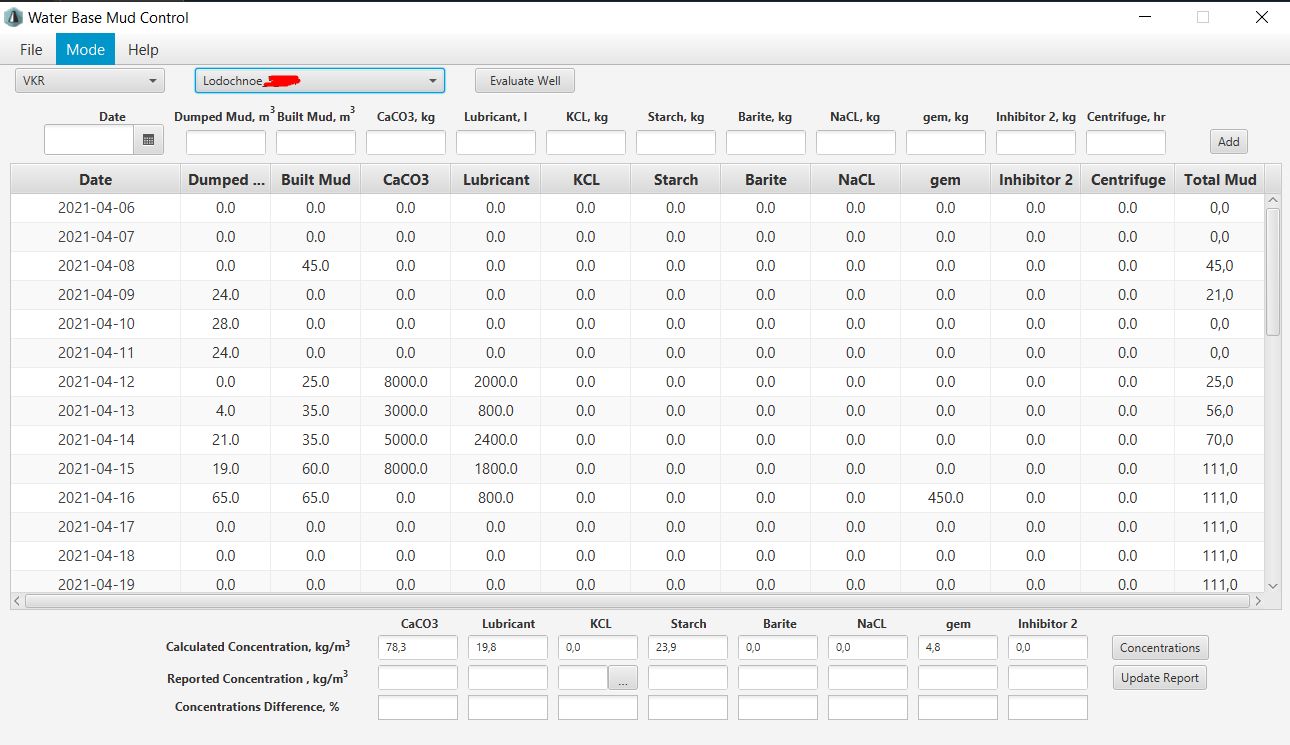 Water Base Mud Control
File Mode Help
VKR Lodochnoe Evaluate Well
Date Dumped Mud, m3 Built Mud, m3 CaCO3, kg Lubricant, l KCL, kg Starch, kg Barite, kg NaCL, kg gem, kg Inhibitor 2, kg Centrifuge, hr
Add
Date Dumped ... Built Mud CaCO3 Lubricant KCL Starch Barite NaCL gem Inhibitor 2 Centrifuge Total Mud
2021-04-06 0.0 0.0 0.0 0.0 0.0 0.0 0.0 0.0 0.0 0.0 0.0 0,0
2021-04-07 0.0 0.0 0.0 0.0 0.0 0.0 0.0 0.0 0.0 0.0 0.0 0,0
2021-04-08 0.0 45.0 0.0 0.0 0.0 0.0 0.0 0.0 0.0 0.0 0.0 45,0
2021-04-09 24.0 0.0 0.0 0.0 0.0 0.0 0.0 0.0 0.0 0.0 0.0 21,0
2021-04-10 28.0 0.0 0.0 0.0 0.0 0.0 0.0 0.0 0.0 0.0 0.0 0,0
2021-04-11 24.0 0.0 0.0 0.0 0.0 0.0 0.0 0.0 0.0 0.0 0.0 0,0
2021-04-12 0.0 25.0 8000.0 2000.0 0.0 0.0 0.0 0.0 0.0 0.0 0.0 25,0
2021-04-13 4.0 35.0 3000.0 800.0 0.0 0.0 0.0 0.0 0.0 0.0 0.0 56,0
2021-04-14 21.0 35.0 5000.0 2400.0 0.0 0.0 0.0 0.0 0.0 0.0 0.0 70,0
2021-04-15 19.0 60.0 8000.0 1800.0 0.0 0.0 0.0 0.0 0.0 0.0 0.0 111,0
2021-04-16 65.0 65.0 0.0 800.0 0.0 0.0 0.0 0.0 450.0 0.0 0.0 111,0
2021-04-17 0.0 0.0 0.0 0.0 0.0 0.0 0.0 0.0 0.0 0.0 0.0 111,0
2021-04-18 0.0 0.0 0.0 0.0 0.0 0.0 0.0 0.0 0.0 0.0 0.0 111,0
2021-04-19 0.0 0.0 0.0 0.0 0.0 0.0 0.0 0.0 0.0 0.0 0.0 111,0
CaCO3 Lubricant KCL Starch Barite NaCL gem Inhibitor 2
Calculated Concentration, kg/m3 78,3 19,8 0,0 23,9 0,0 0,0 4,8 0,0 Concentrations
Reported Concentration , kg/m3 ... Update Report
Concentrations Difference, %